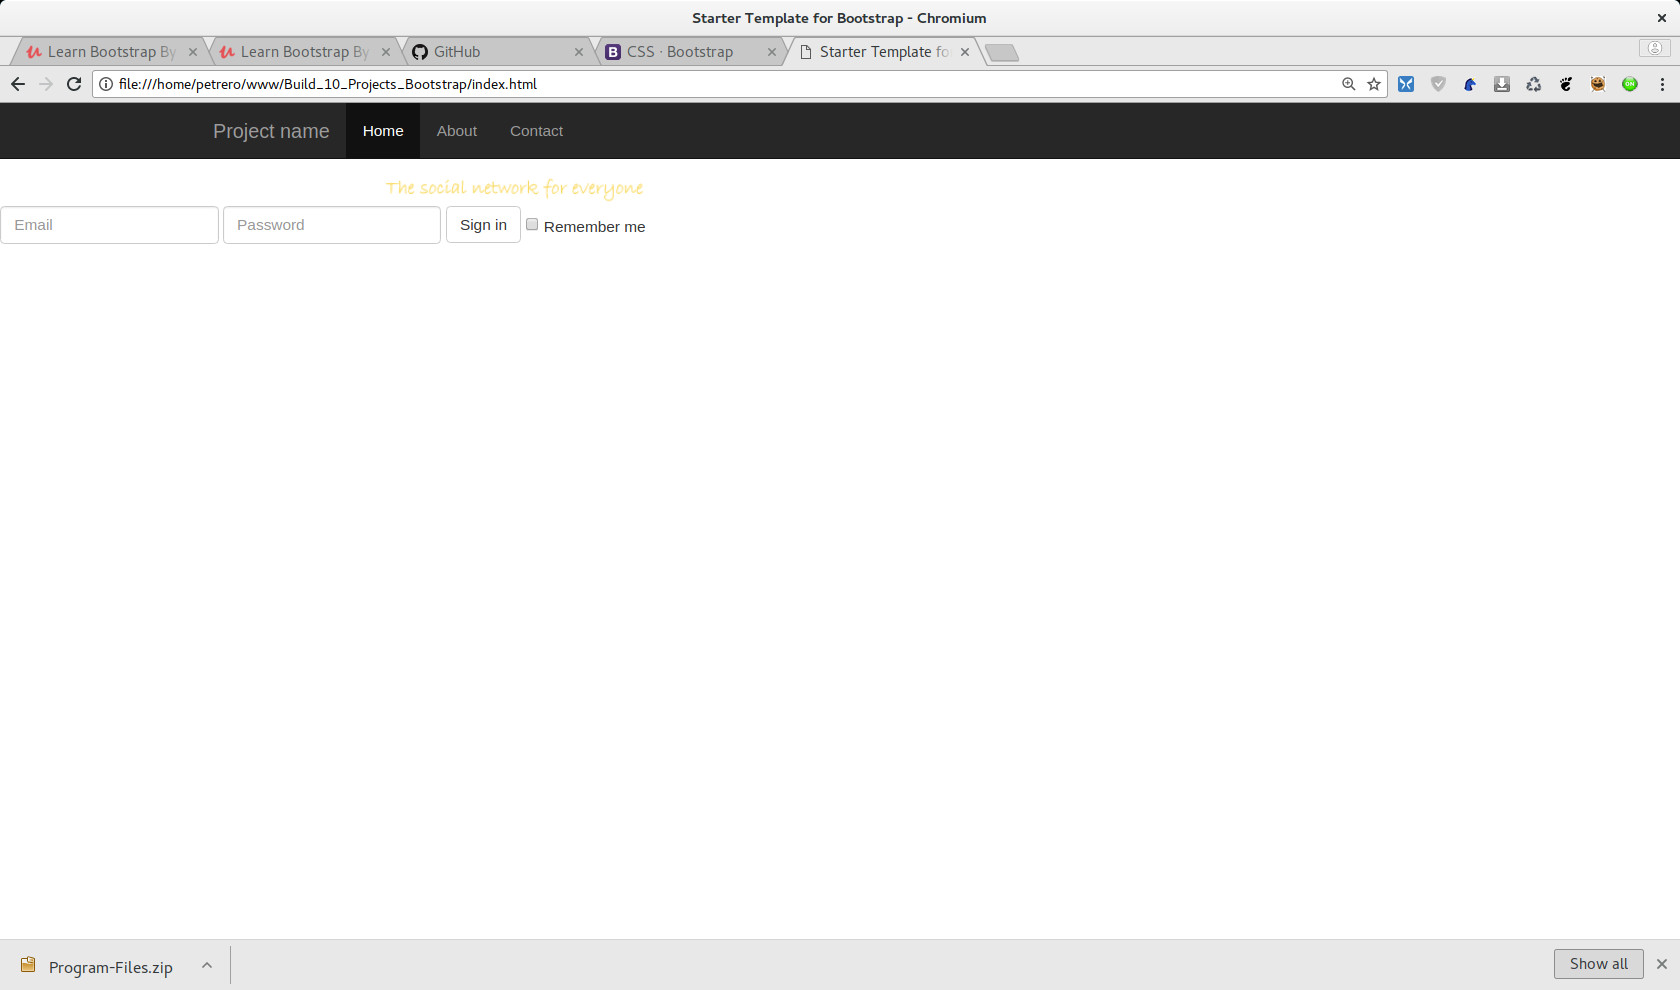 Starter Template for Bootstrap - Chromium
Learn Bootstrap By
Learn Bootstrap By
GitHub
CSS · Bootstrap
Starter Template fo
file:///home/petrero/www/Build_10_Projects_Bootstrap/index.html
ON
Project name Home About Contact
The social network for everyone
Email Password Sign in Remember me
Program-Files.zip Show all